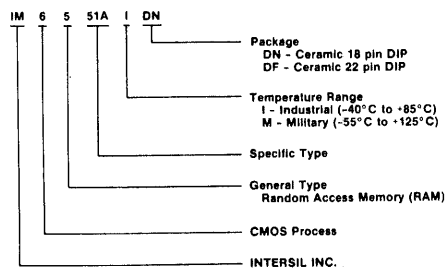 IM 6 5 51A I DN
Package
DN - Ceramic 18 pin DIP
DF - Ceramic 22 pin DIP
Temperature Range
I - Industrial (-40°C to +85°C)
M - Military (-55°C to +125°C)
Specific Type
General Type
Random Access Memory (RAM)
CMOS Process
INTERSIL INC.